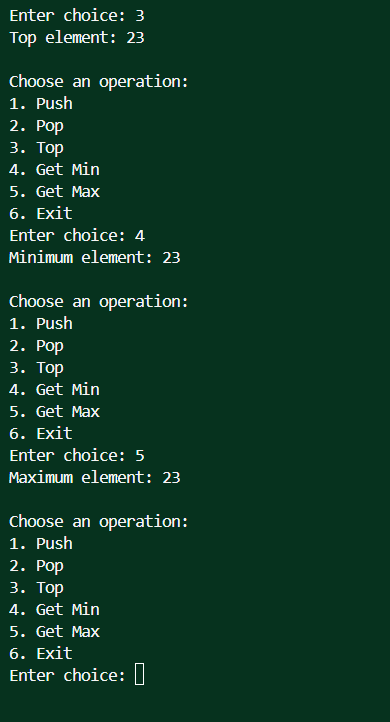 Enter choice: 3
Top element: 23
Choose an operation:
1. Push
2. Pop
3. Top
4. Get Min
5. Get Max
6. Exit
Enter choice: 4
Minimum element: 23
Choose an operation:
1. Push
2. Pop
3. Top
4. Get Min
5. Get Max
6. Exit
Enter choice: 5
Maximum element: 23
Choose an operation:
1. Push
2. Pop
3. Top
4. Get Min
5. Get Max
6. Exit
Enter choice: